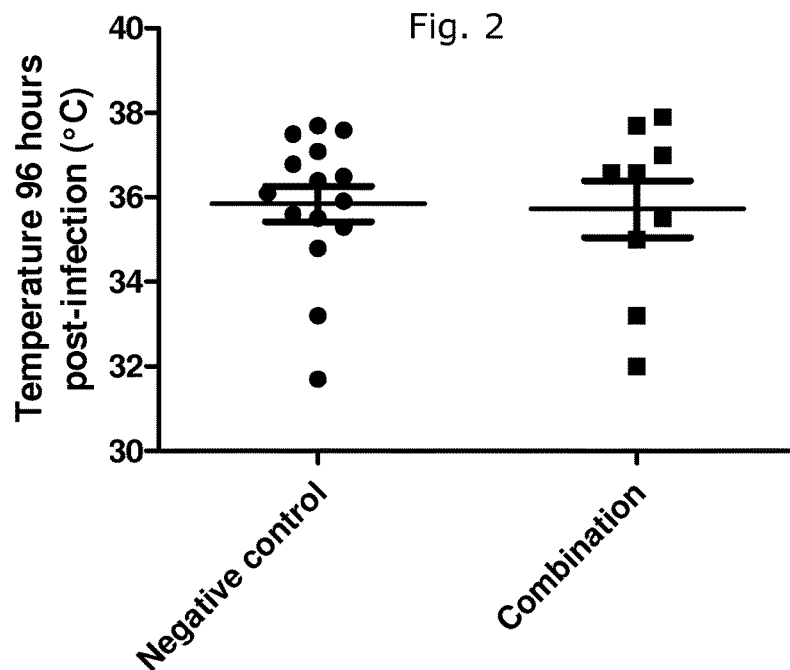 Fig. 2
Temperature 96 hours
post-infection (°C)
40
38
36
34
32
30
Negative control
Combination